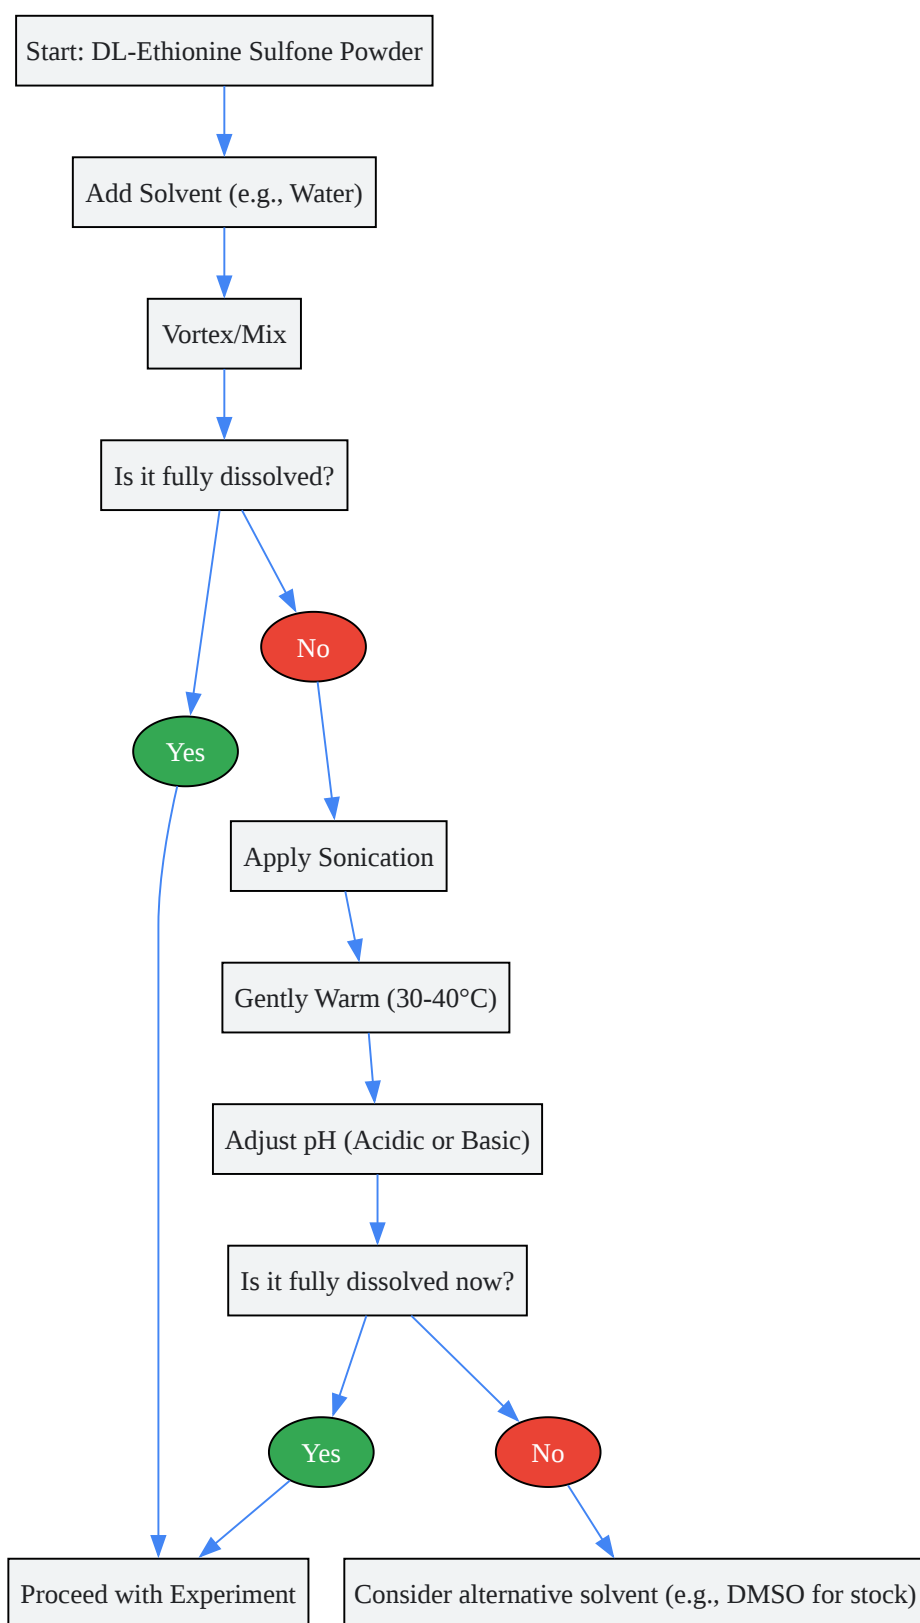 Start: DL-Ethionine Sulfone Powder
Add Solvent (e.g., Water)
Vortex/Mix
Is it fully dissolved?
No
Yes
Apply Sonication
Gently Warm (30-40°C)
Adjust pH (Acidic or Basic)
Is it fully dissolved now?
Yes
No
Proceed with Experiment
Consider alternative solvent (e.g., DMSO for stock)